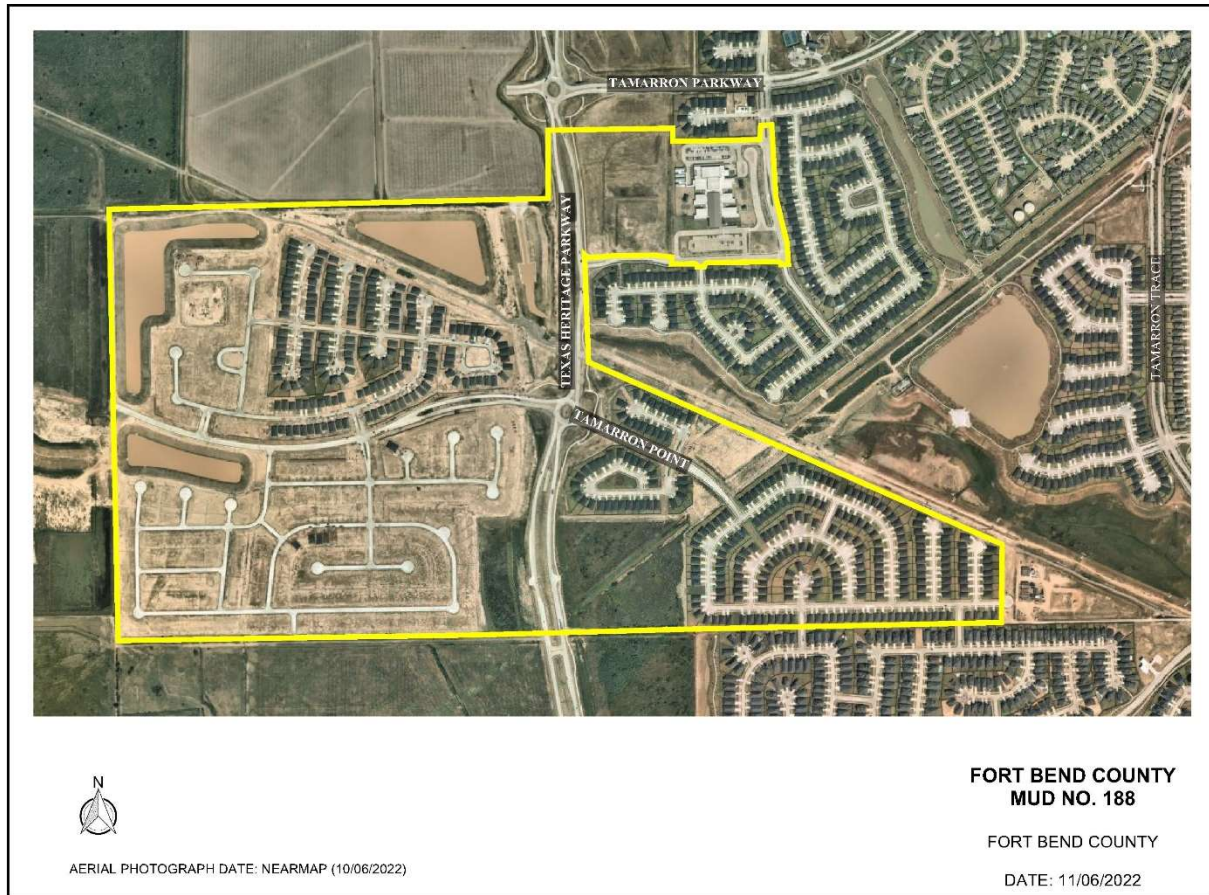 TAMARRON PARKWAY
TEXAS HERITAGE PARKWAY
TAMARRON TRACE
TAMARRON POINT
N
FORT BEND COUNTY
MUD NO. 188
FORT BEND COUNTY
AERIAL PHOTOGRAPH DATE: NEARMAP (10/06/2022)
DATE: 11/06/2022